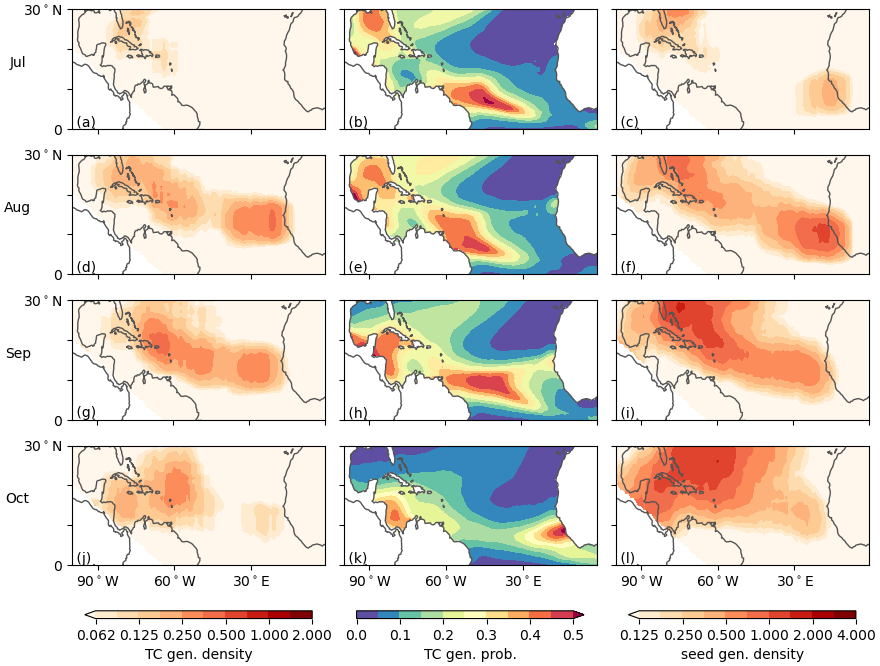 30°N
Jul
0
(a) (b) (c)
30°N
Aug
0
(d) (e) (f)
30°N
Sep
0
(g) (h) (i)
30°N
Oct
0
(j) (k) (l)
90°W 60°W 30°E 90°W 60°W 30°E 90°W 60°W 30°E
0.062 0.125 0.250 0.500 1.000 2.000
TC gen. density
0.0 0.1 0.2 0.3 0.4 0.5
TC gen. prob.
0.125 0.250 0.500 1.000 2.000 4.000
seed gen. density